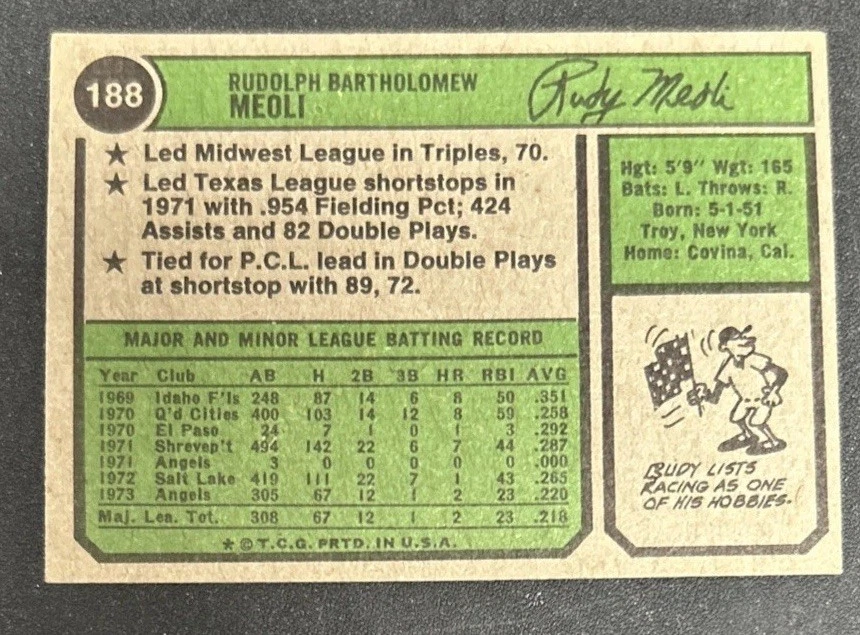 188
RUDOLPH BARTHOLOMEW
MEOLI
Rudy Meoli
★ Led Midwest League in Triples, 70.
★ Led Texas League shortstops in
1971 with .954 Fielding Pct; 424
Assists and 82 Double Plays.
★ Tied for P.C.L. lead in Double Plays
at shortstop with 89, 72.
Hgt: 5'9" Wgt: 165
Bats: L. Throws: R.
Born: 5-1-51
Troy, New York
Home: Covina, Cal.
MAJOR AND MINOR LEAGUE BATTING RECORD
Year Club AB H 2B 3B HR RBI AVG
1969 Idaho F'ls 248 87 14 6 8 50 .351
1970 Q'd Cities 400 103 14 12 8 59 .258
1970 El Paso 24 7 1 0 1 3 .292
1971 Shrevep't 494 142 22 6 7 44 .287
1971 Angels 3 0 0 0 0 0 .000
1972 Salt Lake 419 111 22 7 1 43 .265
1973 Angels 305 67 12 1 2 23 .220
Maj. Lea. Tot. 308 67 12 1 2 23 .218
★ © T.C.G. PRTD. IN U.S.A.
RUDY LISTS
RACING AS ONE
OF HIS HOBBIES.